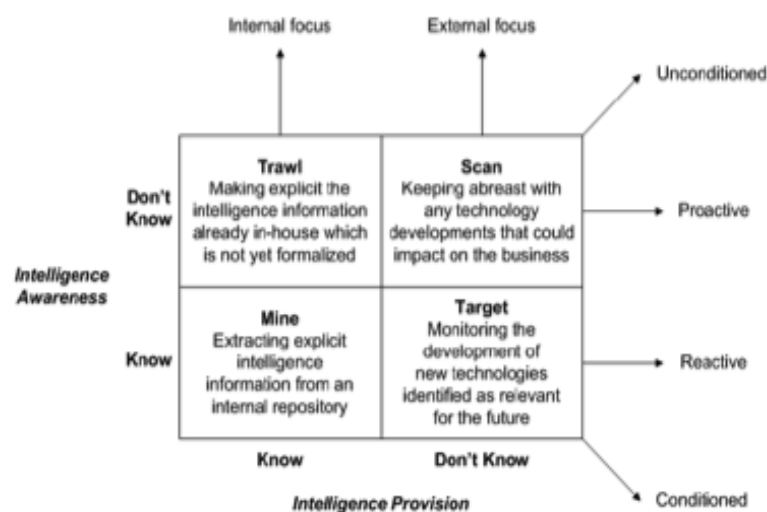 Internal focus
External focus
Unconditioned
Trawl
Making explicit the
intelligence information
already in-house which
is not yet formalized
Scan
Keeping abreast with
any technology
developments that could
impact on the business
Don't
Know
Proactive
Intelligence
Awareness
Mine
Extracting explicit
intelligence
information from an
internal repository
Target
Monitoring the
development of
new technologies
identified as relevant
for the future
Know
Reactive
Know
Don't Know
Intelligence Provision
Conditioned